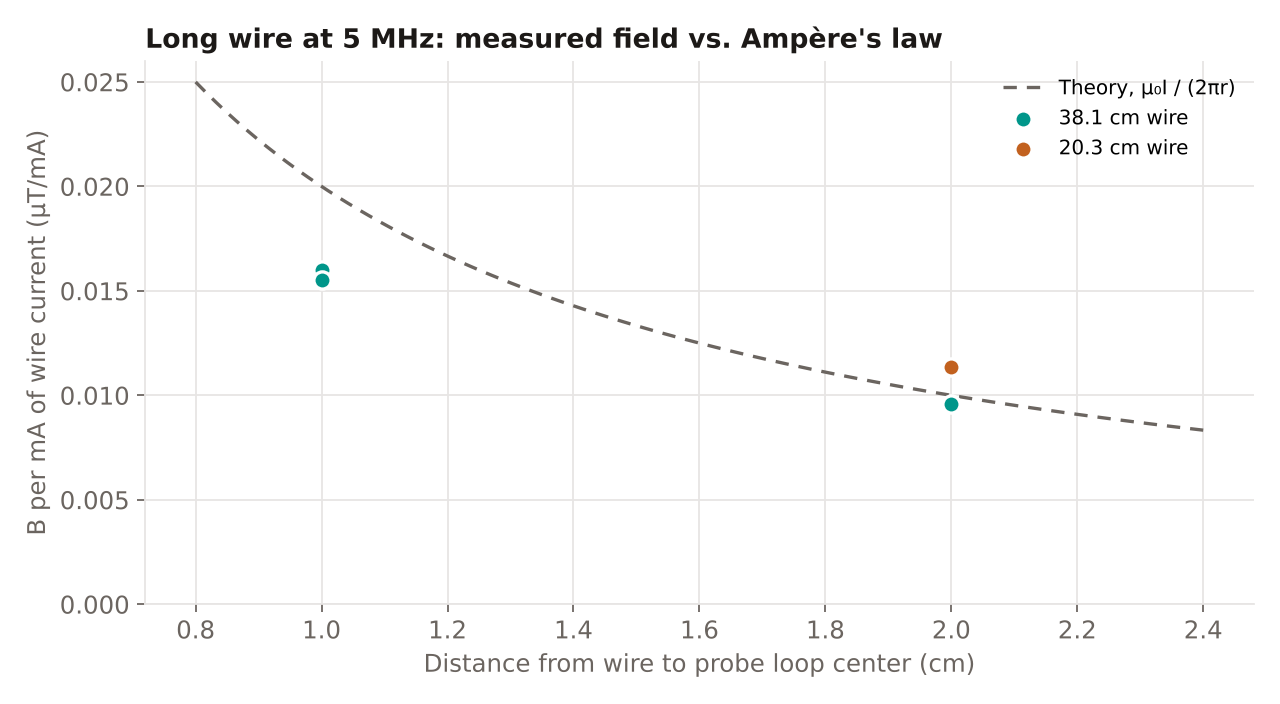 Long wire at 5 MHz: measured field vs. Ampère's law
B per mA of wire current (µT/mA)
0.025
0.020
0.015
0.010
0.005
0.000
Theory, µ₀I / (2πr)
38.1 cm wire
20.3 cm wire
0.8 1.0 1.2 1.4 1.6 1.8 2.0 2.2 2.4
Distance from wire to probe loop center (cm)